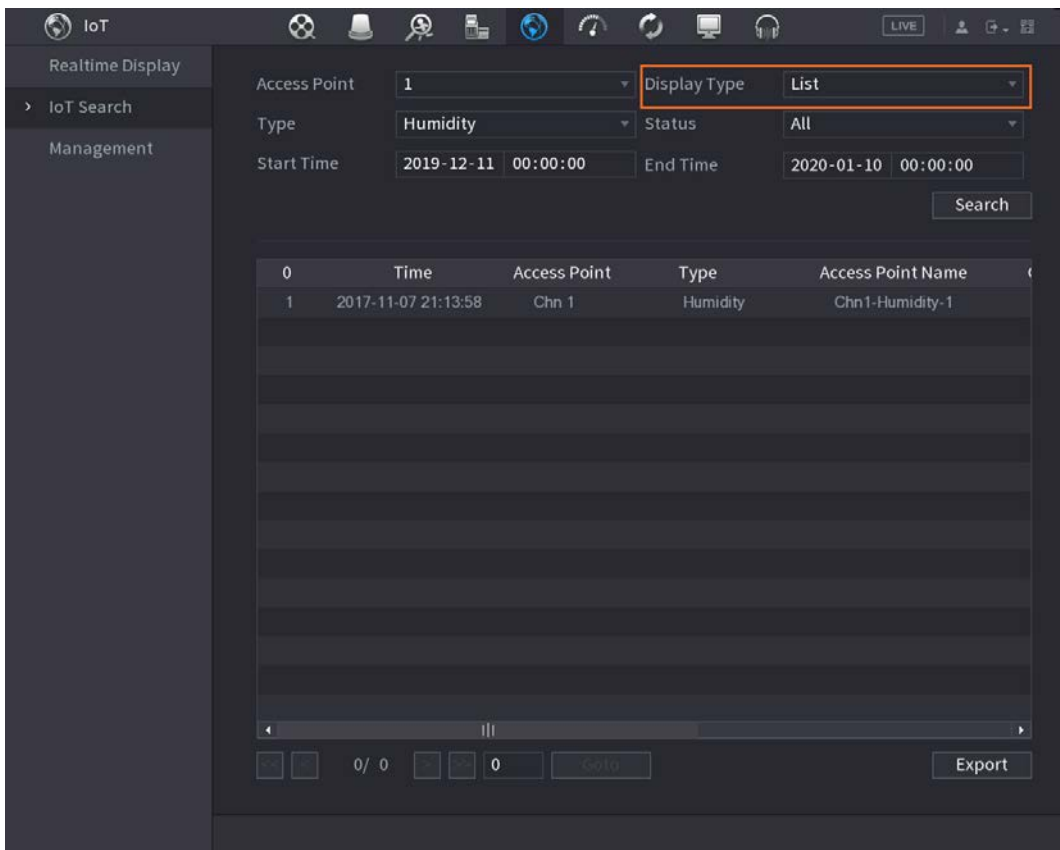 IoT
LIVE
Realtime Display
IoT Search
Management
Access Point 1 Display Type List
Type Humidity Status All
Start Time 2019-12-11 00:00:00 End Time 2020-01-10 00:00:00
Search
0 Time Access Point Type Access Point Name
1 2017-11-07 21:13:58 Chn 1 Humidity Chn1-Humidity-1
0/ 0 0 Goto
Export